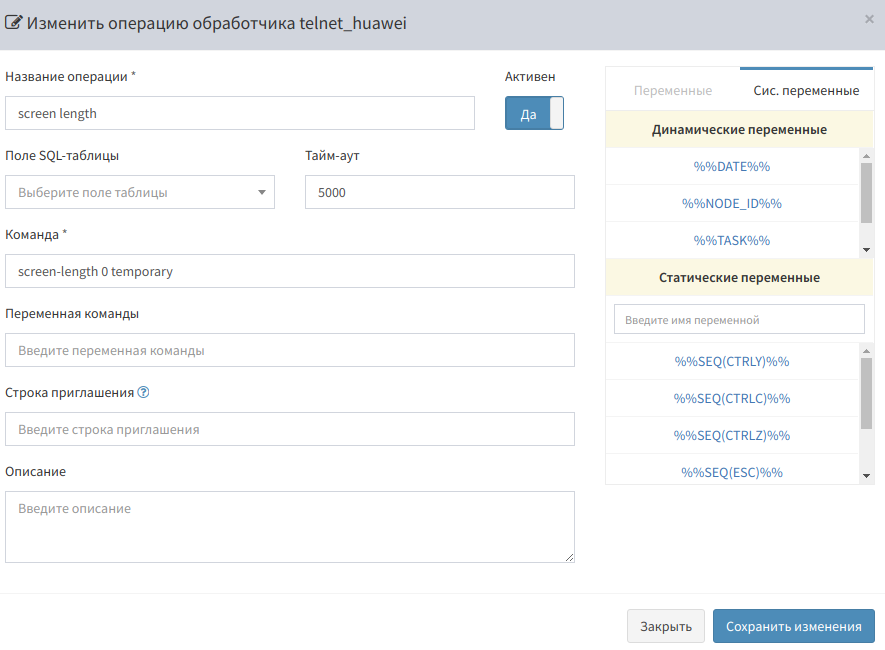 Изменить операцию обработчика telnet_huawei
×
Название операции *
Активен
screen length
Да
Поле SQL-таблицы
Тайм-аут
Выберите поле таблицы
5000
Команда *
screen-length 0 temporary
Переменная команды
Введите переменная команды
Строка приглашения ?
Введите строка приглашения
Описание
Введите описание
Переменные
Сис. переменные
Динамические переменные
%%DATE%%
%%NODE_ID%%
%%TASK%%
Статические переменные
Введите имя переменной
%%SEQ(CTRLY)%%
%%SEQ(CTRLC)%%
%%SEQ(CTRLZ)%%
%%SEQ(ESC)%%
Закрыть
Сохранить изменения